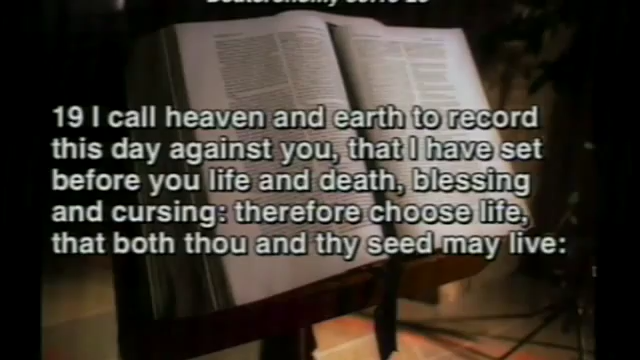 19 I call heaven and earth to record
this day against you, that I have set
before you life and death, blessing
and cursing: therefore choose life,
that both thou and thy seed may live: